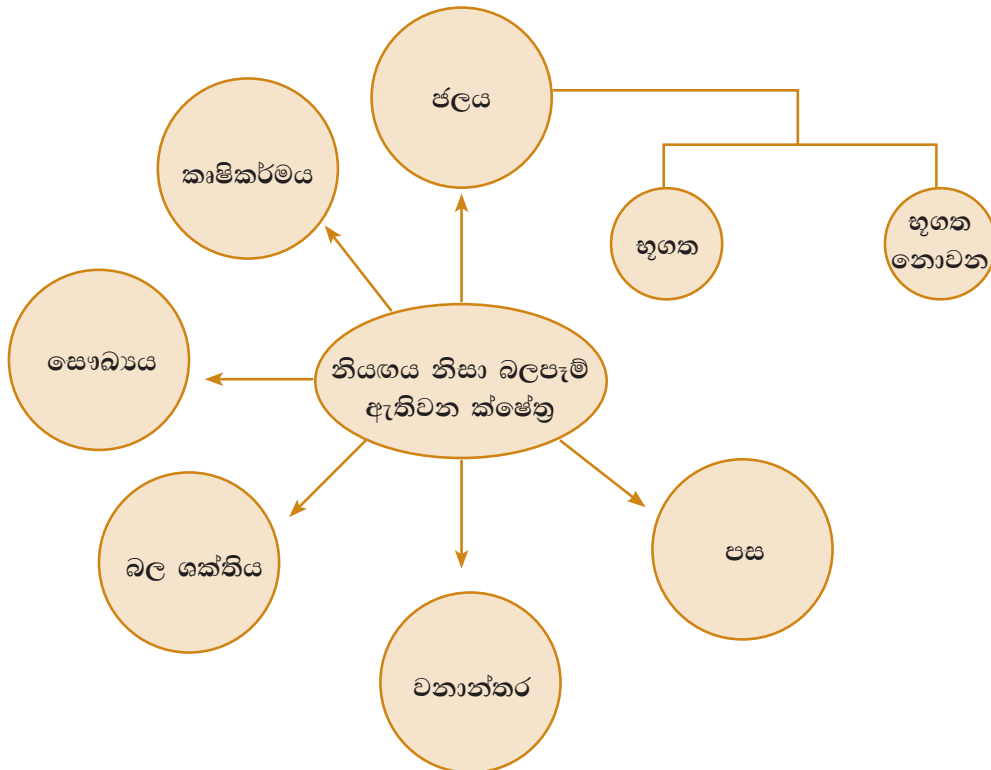 ජලය
කෘෂිකර්මය
භූගත
භූගත
නොවන
සෞඛ්‍යය
නියඟය නිසා බලපෑම්
ඇතිවන ක්ෂේත්‍ර
පස
බල ශක්තිය
වනාන්තර